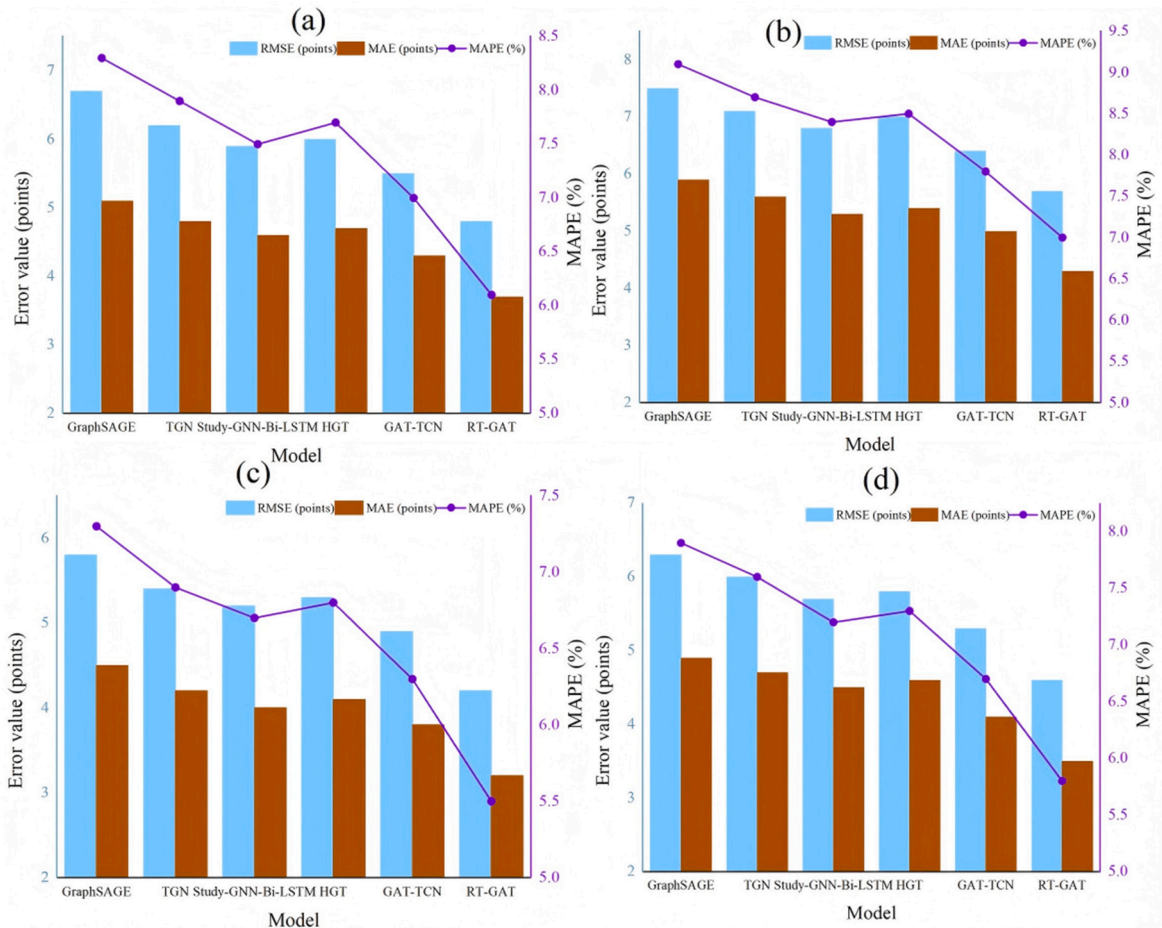 (a)
RMSE (points) MAE (points) MAPE (%)
Error value (points)
7
6
5
4
3
2
8.5
8.0
7.5
7.0
6.5
6.0
5.5
5.0
MAPE (%)
GraphSAGE TGN Study-GNN-Bi-LSTM HGT GAT-TCN RT-GAT
Model
(b)
RMSE (points) MAE (points) MAPE (%)
Error value (points)
8
7
6
5
4
3
2
9.5
9.0
8.5
8.0
7.5
7.0
6.5
6.0
5.5
5.0
MAPE (%)
GraphSAGE TGN Study-GNN-Bi-LSTM HGT GAT-TCN RT-GAT
Model
(c)
RMSE (points) MAE (points) MAPE (%)
Error value (points)
6
5
4
3
2
7.5
7.0
6.5
6.0
5.5
5.0
MAPE (%)
GraphSAGE TGN Study-GNN-Bi-LSTM HGT GAT-TCN RT-GAT
Model
(d)
RMSE (points) MAE (points) MAPE (%)
Error value (points)
7
6
5
4
3
2
8.0
7.5
7.0
6.5
6.0
5.5
5.0
MAPE (%)
GraphSAGE TGN Study-GNN-Bi-LSTM HGT GAT-TCN RT-GAT
Model